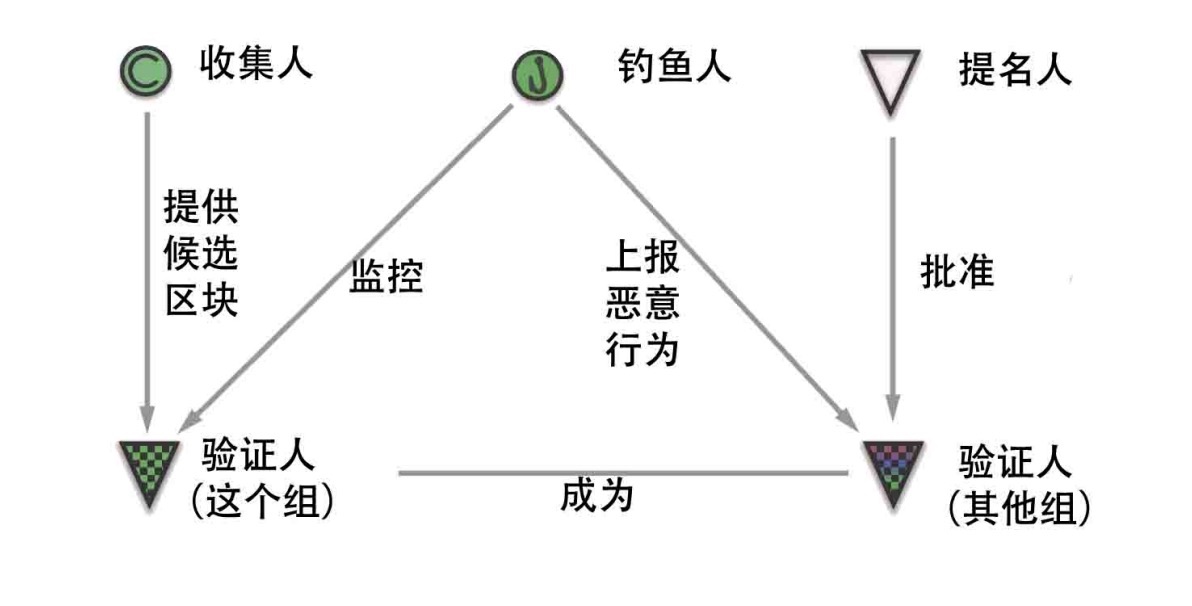 C
收集人
J
钓鱼人
提名人
提供
候选
区块
监控
上报
恶意
行为
批准
验证人
(这个组)
成为
验证人
(其他组)